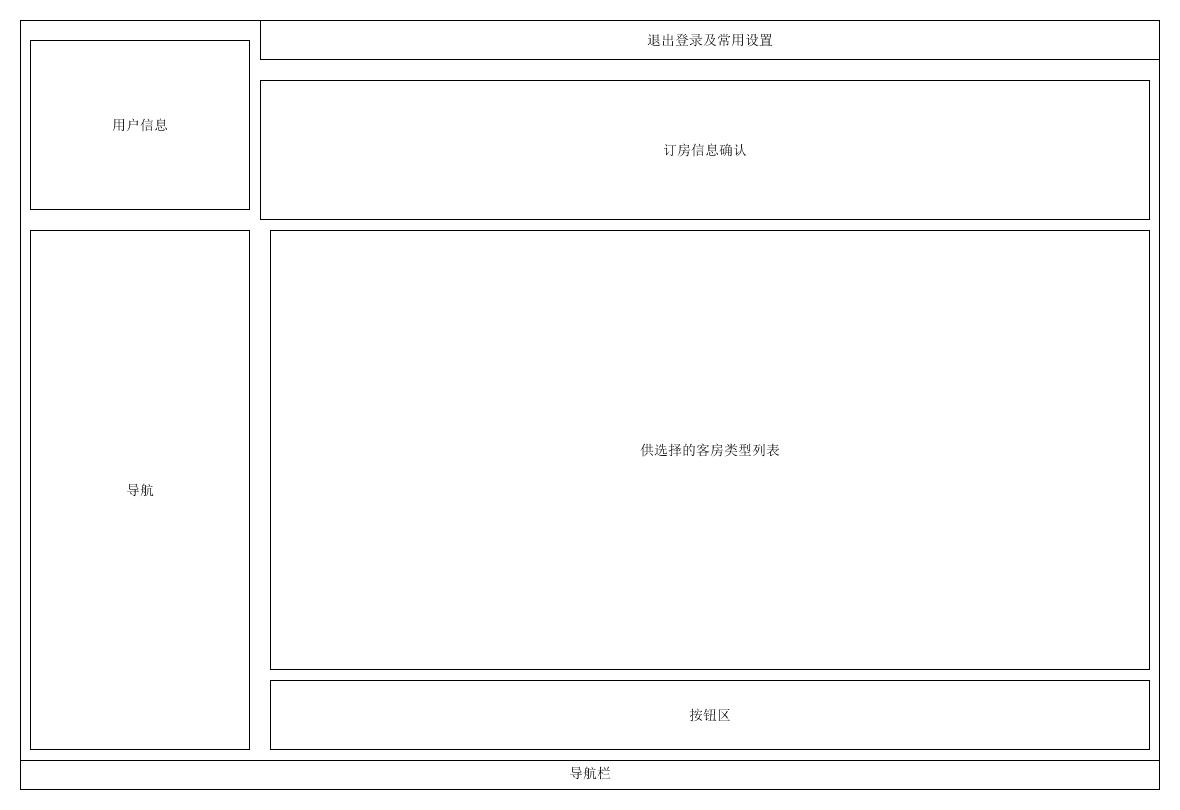 退出登录及常用设置
用户信息
订房信息确认
供选择的客房类型列表
导航
按钮区
导航栏